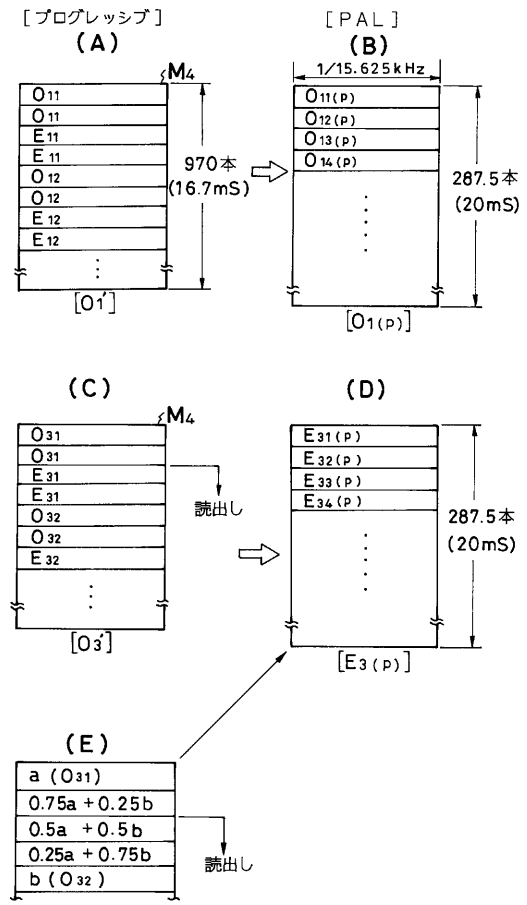 [プログレッシブ]
(A)
M4
O11
O11
E11
E11
O12
O12
E12
E12
970本
(16.7mS)
[O1']
[PAL]
(B)
1/15.625kHz
O11(P)
O12(P)
O13(P)
O14(P)
287.5本
(20mS)
[O1(P)]
(C)
M4
O31
O31
E31
E31
O32
O32
E32
読出し
[O3']
(D)
E31(P)
E32(P)
E33(P)
E34(P)
287.5本
(20mS)
[E3(P)]
(E)
a (O31)
0.75a + 0.25b
0.5a + 0.5b
0.25a + 0.75b
b (O32)
読出し